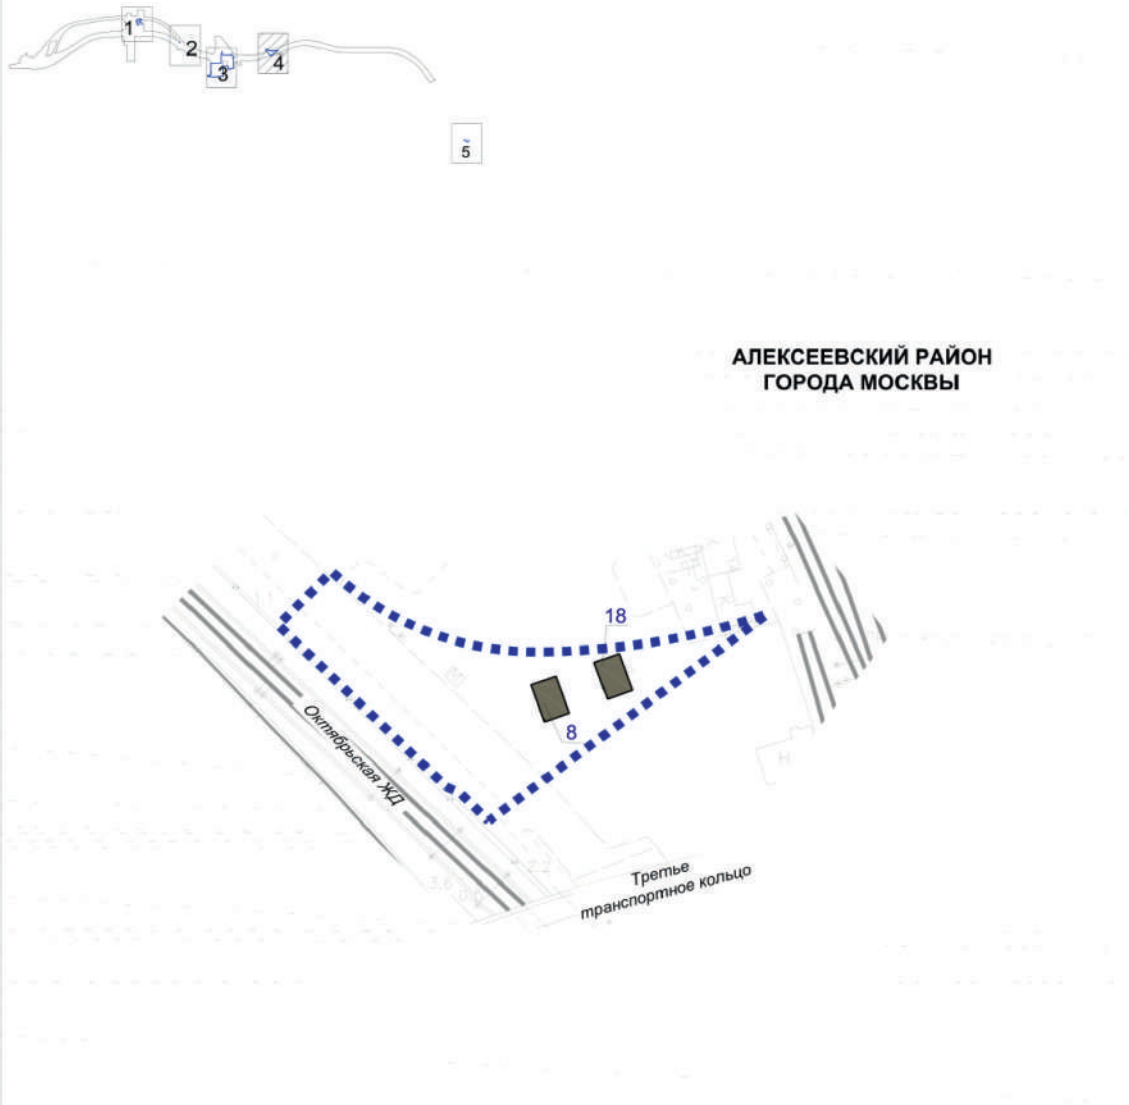 1
2
3
4
5
АЛЕКСЕЕВСКИЙ РАЙОН
ГОРОДА МОСКВЫ
18
М
8
Н
Октябрьская ЖД
Третье
транспортное кольцо